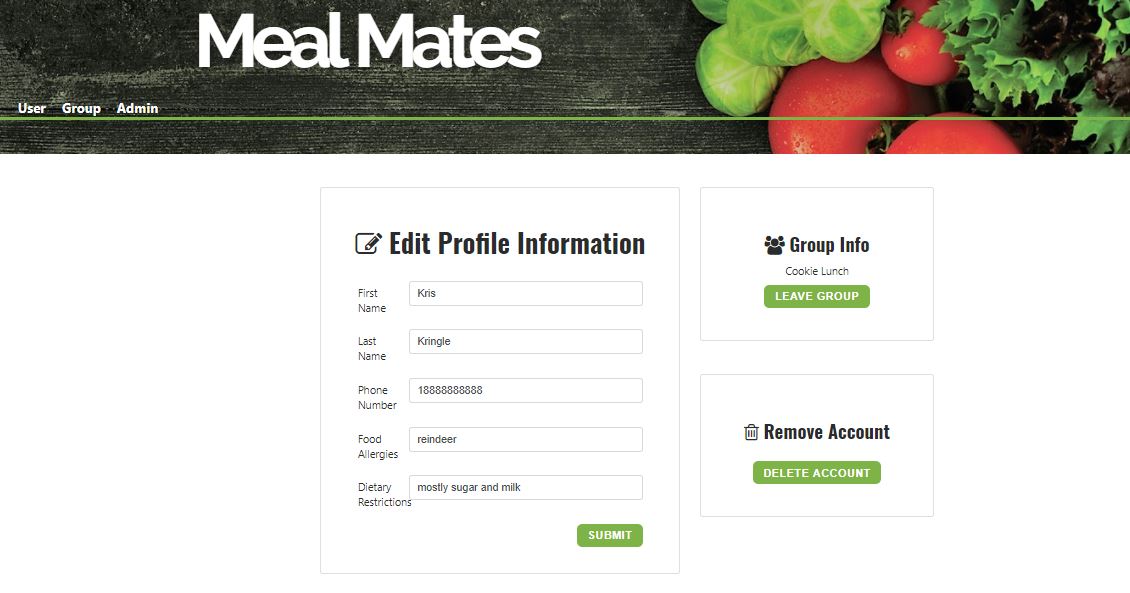 Meal Mates
User Group Admin
Edit Profile Information
First
Name
Kris
Last
Name
Kringle
Phone
Number
18888888888
Food
Allergies
reindeer
Dietary
Restrictions
mostly sugar and milk
SUBMIT
Group Info
Cookie Lunch
LEAVE GROUP
Remove Account
DELETE ACCOUNT